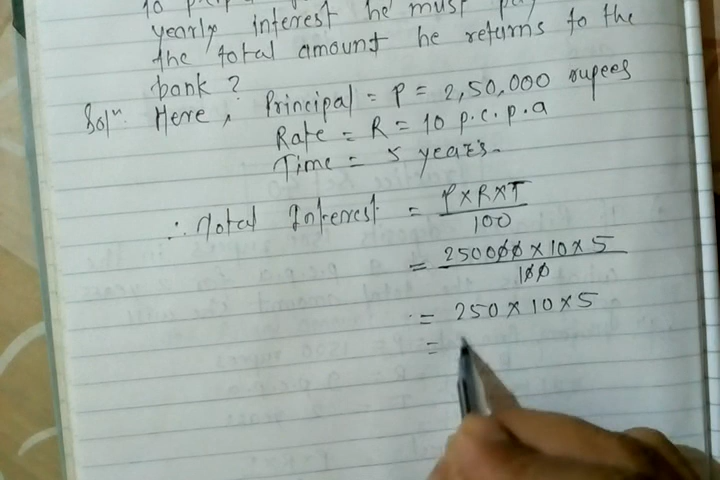 10 p.c.p.
yearly interest he must pay
the total amount he returns to the
bank ?
Solⁿ. Here, Principal = P = 2,50,000 rupees
Rate = R = 10 p.c.p.a
Time = 5 years.
∴ Total Interest = P×R×T
100
= 250000×10×5
100
= 250×10×5
=